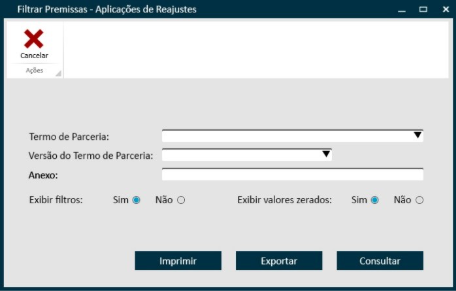 Filtrar Premissas - Aplicações de Reajustes
Cancelar
Ações
Termo de Parceria:
Versão do Termo de Parceria:
Anexo:
Exibir filtros: Sim Não Exibir valores zerados: Sim Não
Imprimir Exportar Consultar